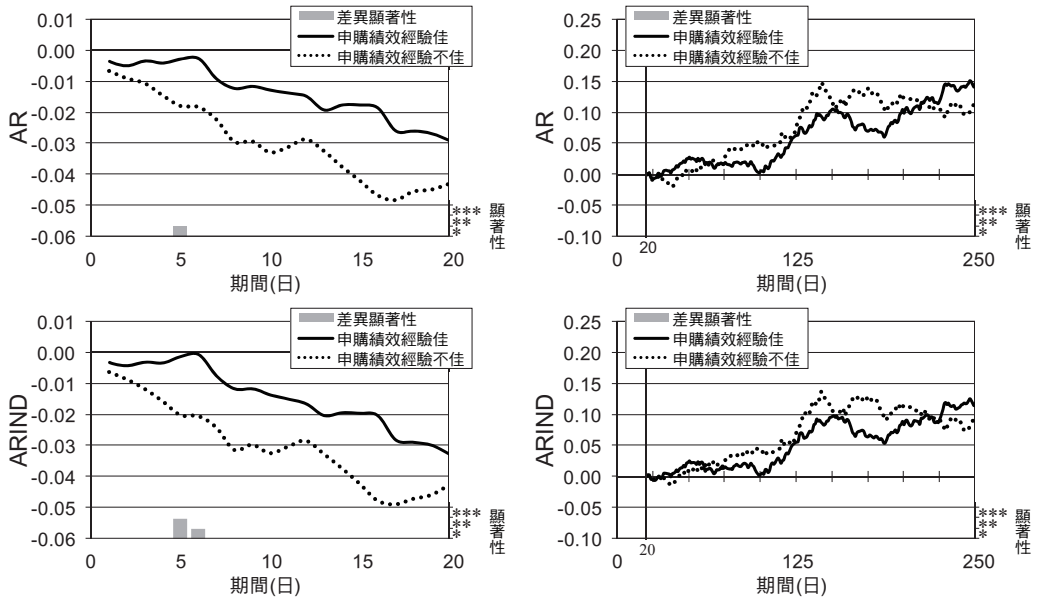 AR
0.01
0.00
-0.01
-0.02
-0.03
-0.04
-0.05
-0.06
差異顯著性
申購績效經驗佳
申購績效經驗不佳
***
**
*
顯著性
0
5
10
15
20
期間(日)
AR
0.25
0.20
0.15
0.10
0.05
0.00
-0.05
-0.10
差異顯著性
申購績效經驗佳
申購績效經驗不佳
***
**
*
顯著性
20
0
125
250
期間(日)
ARIND
0.01
0.00
-0.01
-0.02
-0.03
-0.04
-0.05
-0.06
差異顯著性
申購績效經驗佳
申購績效經驗不佳
***
**
*
顯著性
0
5
10
15
20
期間(日)
ARIND
0.25
0.20
0.15
0.10
0.05
0.00
-0.05
-0.10
差異顯著性
申購績效經驗佳
申購績效經驗不佳
***
**
*
顯著性
20
0
125
250
期間(日)